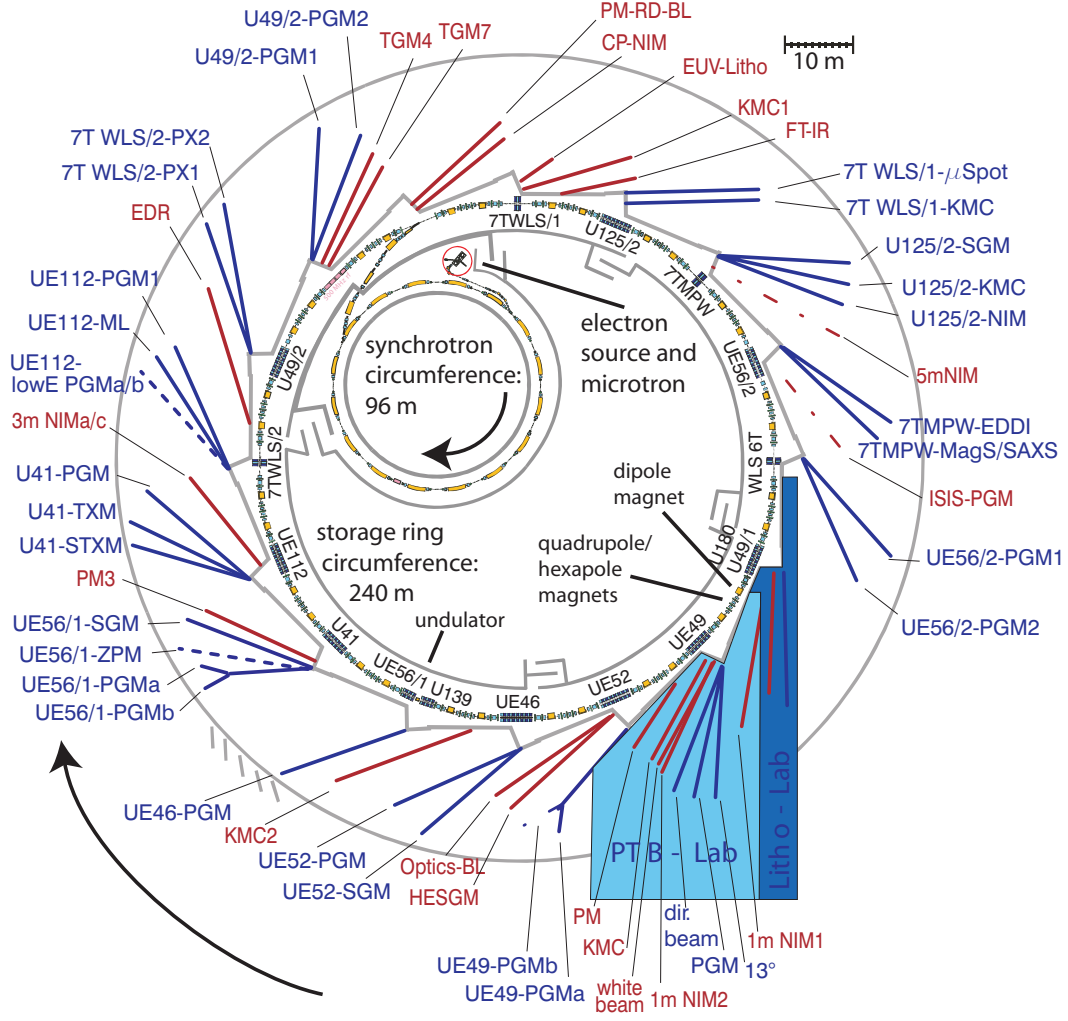 U49/2-PGM2
U49/2-PGM1
TGM4
TGM7
PM-RD-BL
CP-NIM
EUV-Litho
KMC1
FT-IR
10 m
7T WLS/2-PX2
7T WLS/2-PX1
EDR
UE112-PGM1
UE112-ML
UE112-
lowE PGMa/b
3m NIMa/c
U41-PGM
U41-TXM
U41-STXM
PM3
UE56/1-SGM
UE56/1-ZPM
UE56/1-PGMa
UE56/1-PGMb
7T WLS/1-μSpot
7T WLS/1-KMC
U125/2-SGM
U125/2-KMC
U125/2-NIM
5mNIM
7TMPW-EDDI
7TMPW-MagS/SAXS
ISIS-PGM
UE56/2-PGM1
UE56/2-PGM2
7TWLS/1
U125/2
7TMPW
UE56/2
WLS 6T
U180
U49/1
UE49
UE52
UE46
UE56/1 U139
U41
UE112
7TWLS/2
U49/2
synchrotron
circumference:
96 m
electron
source and
microtron
dipole
magnet
quadrupole/
hexapole
magnets
storage ring
circumference:
240 m
undulator
UE46-PGM
KMC2
UE52-PGM
UE52-SGM
Optics-BL
HESGM
UE49-PGMb
UE49-PGMa
PTB - Lab
Litho - Lab
PM
KMC
white
beam
1m NIM2
dir.
beam
PGM
13°
1m NIM1